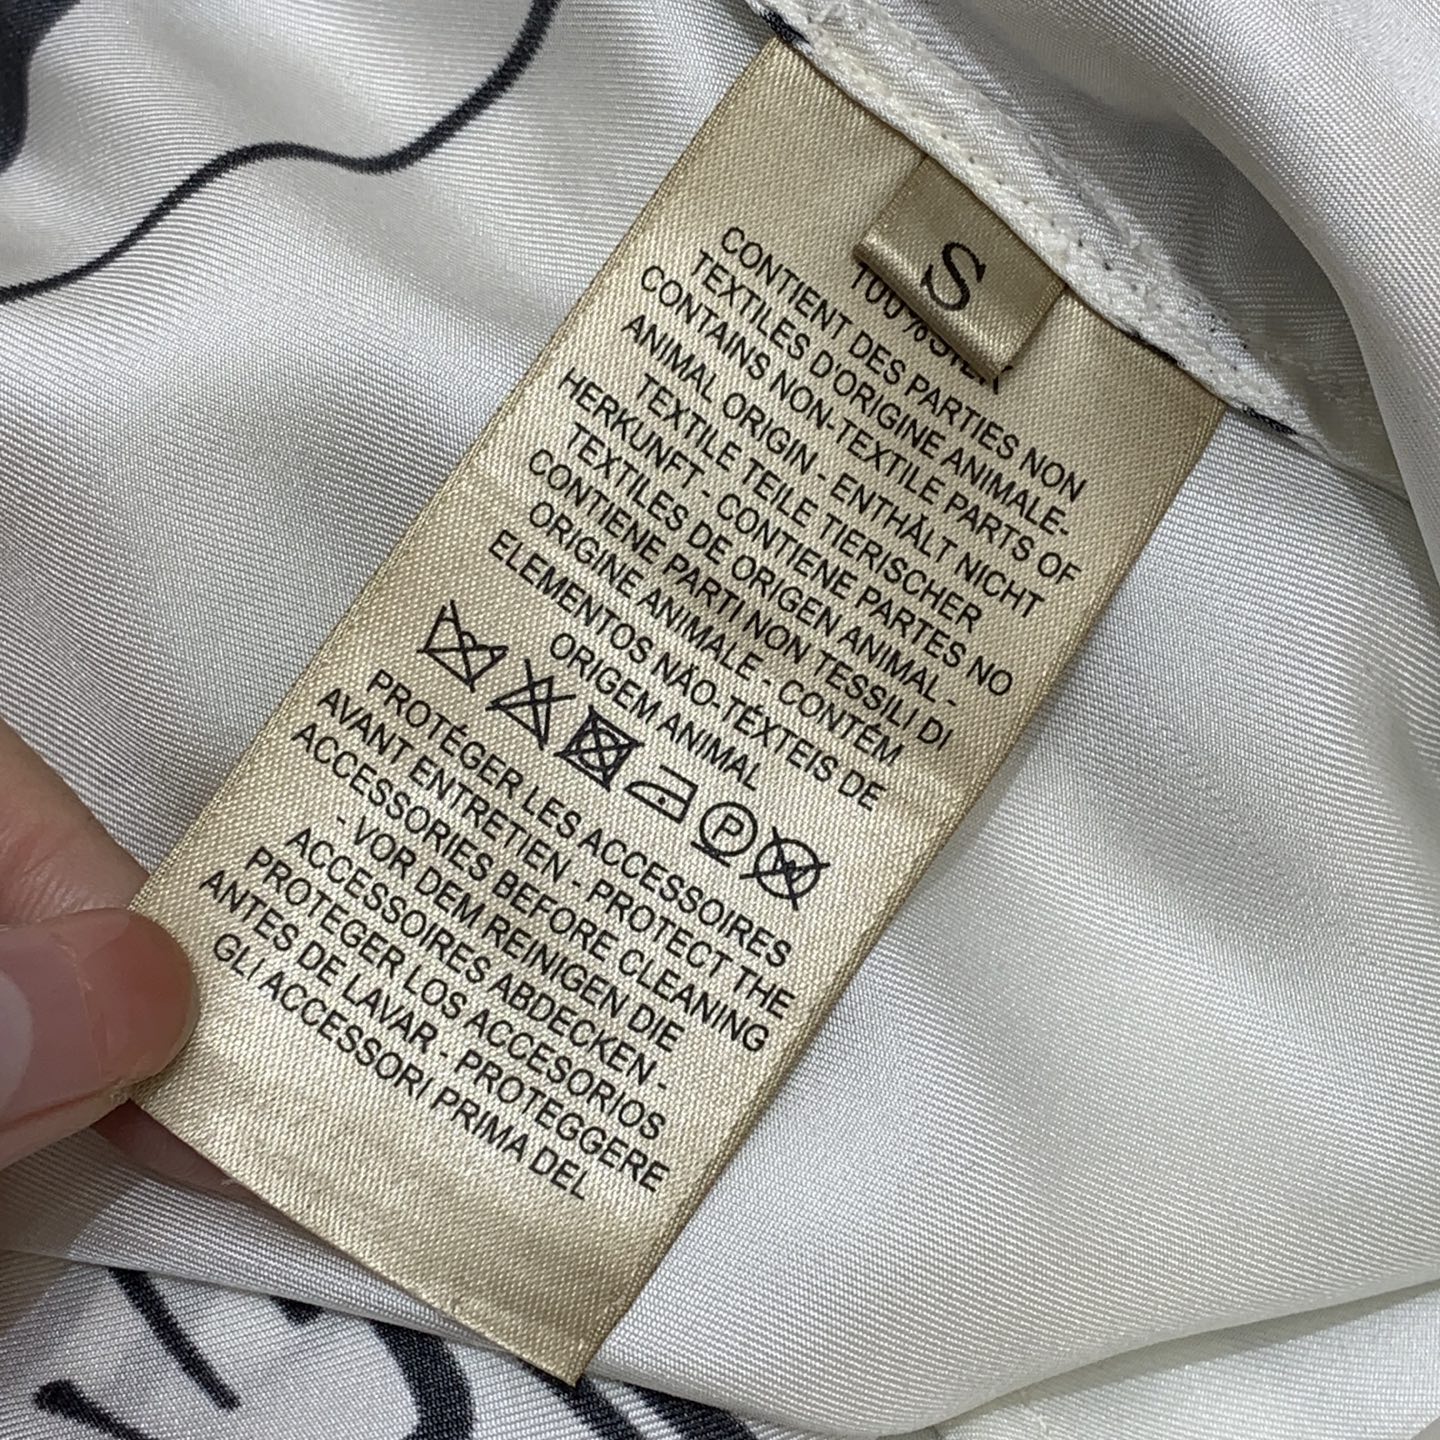 S
100%SILK
CONTIENT DES PARTIES NON
TEXTILES D'ORIGINE ANIMALE-
CONTAINS NON-TEXTILE PARTS OF
ANIMAL ORIGIN - ENTHÄLT NICHT
TEXTILE TEILE TIERISCHER
HERKUNFT - CONTIENE PARTES NO
TEXTILES DE ORIGEN ANIMAL -
CONTIENE PARTI NON TESSILI DI
ORIGINE ANIMALE - CONTÉM
ELEMENTOS NÃO-TÉXTEIS DE
ORIGEM ANIMAL
P W
PROTÉGER LES ACCESSOIRES
AVANT ENTRETIEN - PROTECT THE
ACCESSORIES BEFORE CLEANING
- VOR DEM REINIGEN DIE
ACCESSOIRES ABDECKEN -
PROTEGER LOS ACCESORIOS
ANTES DE LAVAR - PROTEGGERE
GLI ACCESSORI PRIMA DEL